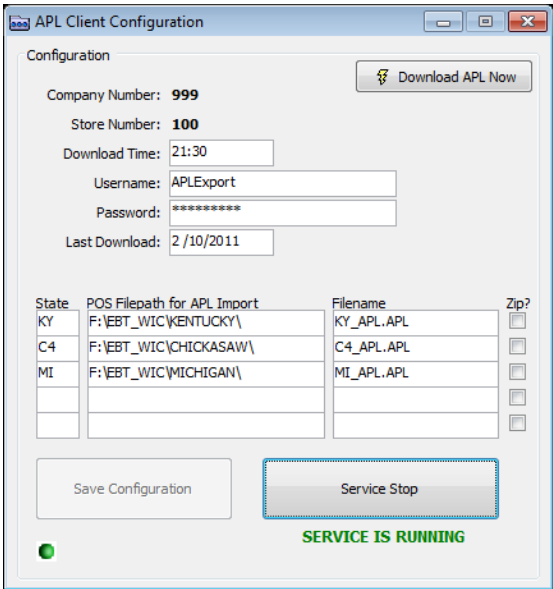 APL Client Configuration
Configuration
Download APL Now
Company Number: 999
Store Number: 100
Download Time: 21:30
Username: APLExport
Password: *********
Last Download: 2 /10/2011
State POS Filepath for APL Import Filename Zip?
KY F:\EBT_WIC\KENTUCKY\ KY_APL.APL
C4 F:\EBT_WIC\CHICKASAW\ C4_APL.APL
MI F:\EBT_WIC\MICHIGAN\ MI_APL.APL
Save Configuration Service Stop
SERVICE IS RUNNING